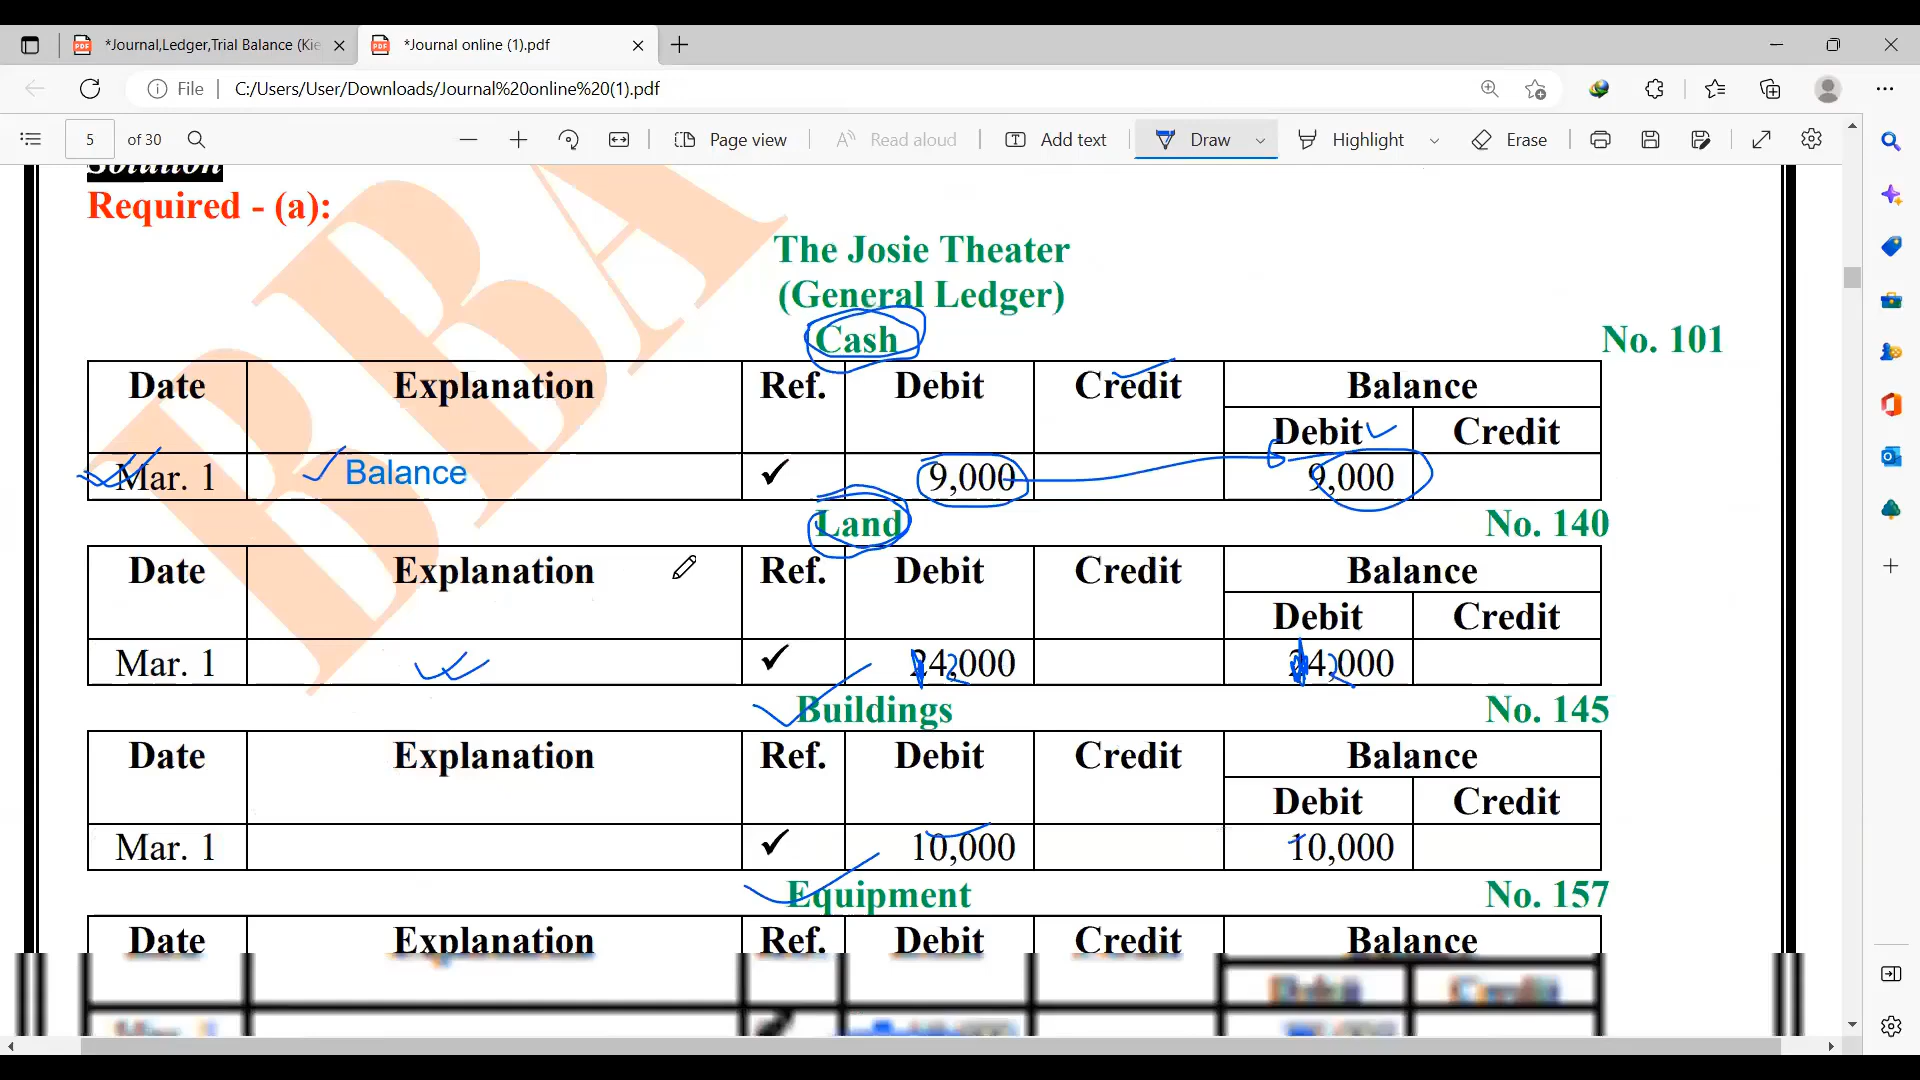 *Journal,Ledger,Trial Balance (Kie
*Journal online (1).pdf
File C:/Users/User/Downloads/Journal%20online%20(1).pdf
5 of 30 Page view Read aloud Add text Draw Highlight Erase
Solution
Required - (a):
BBA
The Josie Theater
(General Ledger)
Cash No. 101
Date Explanation Ref. Debit Credit Balance
Debit Credit
Mar. 1 Balance ✓ 9,000 9,000
Land No. 140
Date Explanation Ref. Debit Credit Balance
Debit Credit
Mar. 1 ✓ 24,000 24,000
Buildings No. 145
Date Explanation Ref. Debit Credit Balance
Debit Credit
Mar. 1 ✓ 10,000 10,000
Equipment No. 157
Date Explanation Ref. Debit Credit Balance
Debit Credit